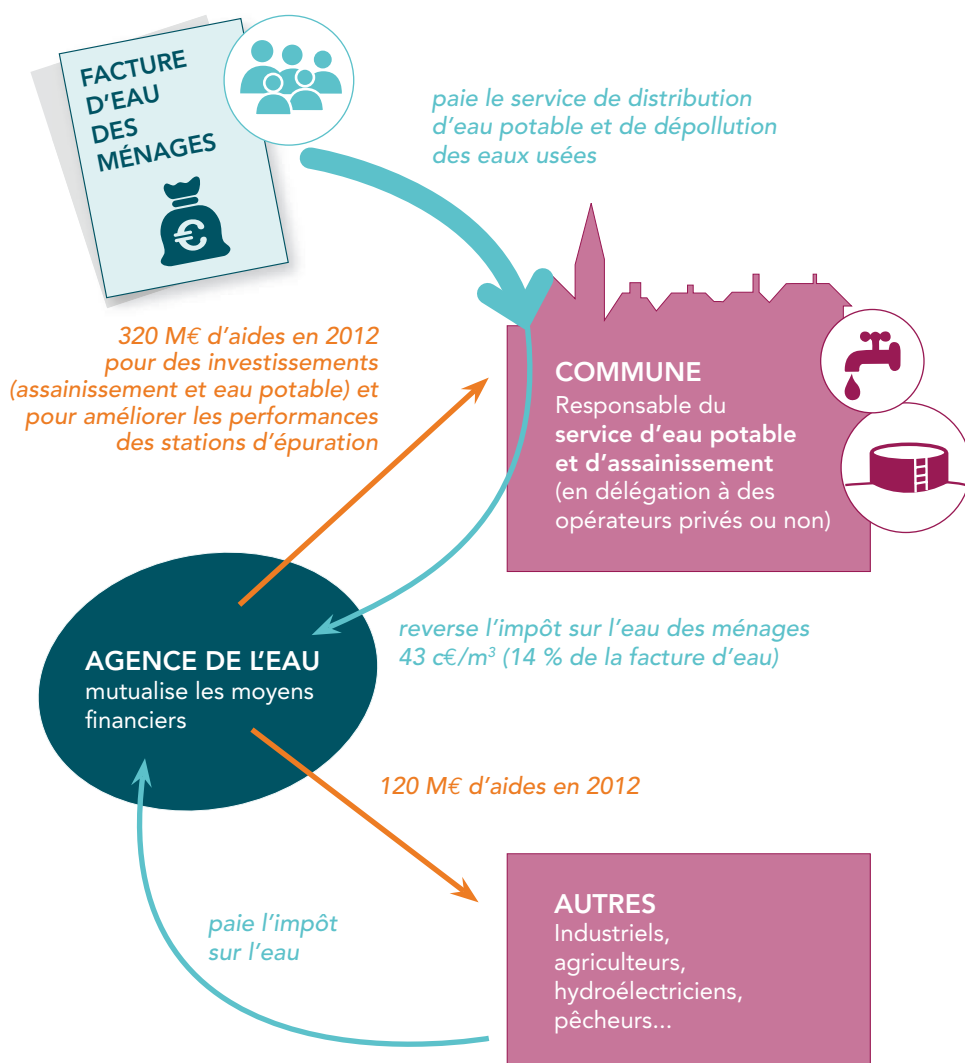 FACTURE
D'EAU
DES
MÉNAGES
€
paie le service de distribution
d'eau potable et de dépollution
des eaux usées
320 M€ d'aides en 2012
pour des investissements
(assainissement et eau potable) et
pour améliorer les performances
des stations d'épuration
COMMUNE
Responsable du
service d'eau potable
et d'assainissement
(en délégation à des
opérateurs privés ou non)
AGENCE DE L'EAU
mutualise les moyens
financiers
reverse l'impôt sur l'eau des ménages
43 c€/m³ (14 % de la facture d'eau)
120 M€ d'aides en 2012
paie l'impôt
sur l'eau
AUTRES
Industriels,
agriculteurs,
hydroélectriciens,
pêcheurs...